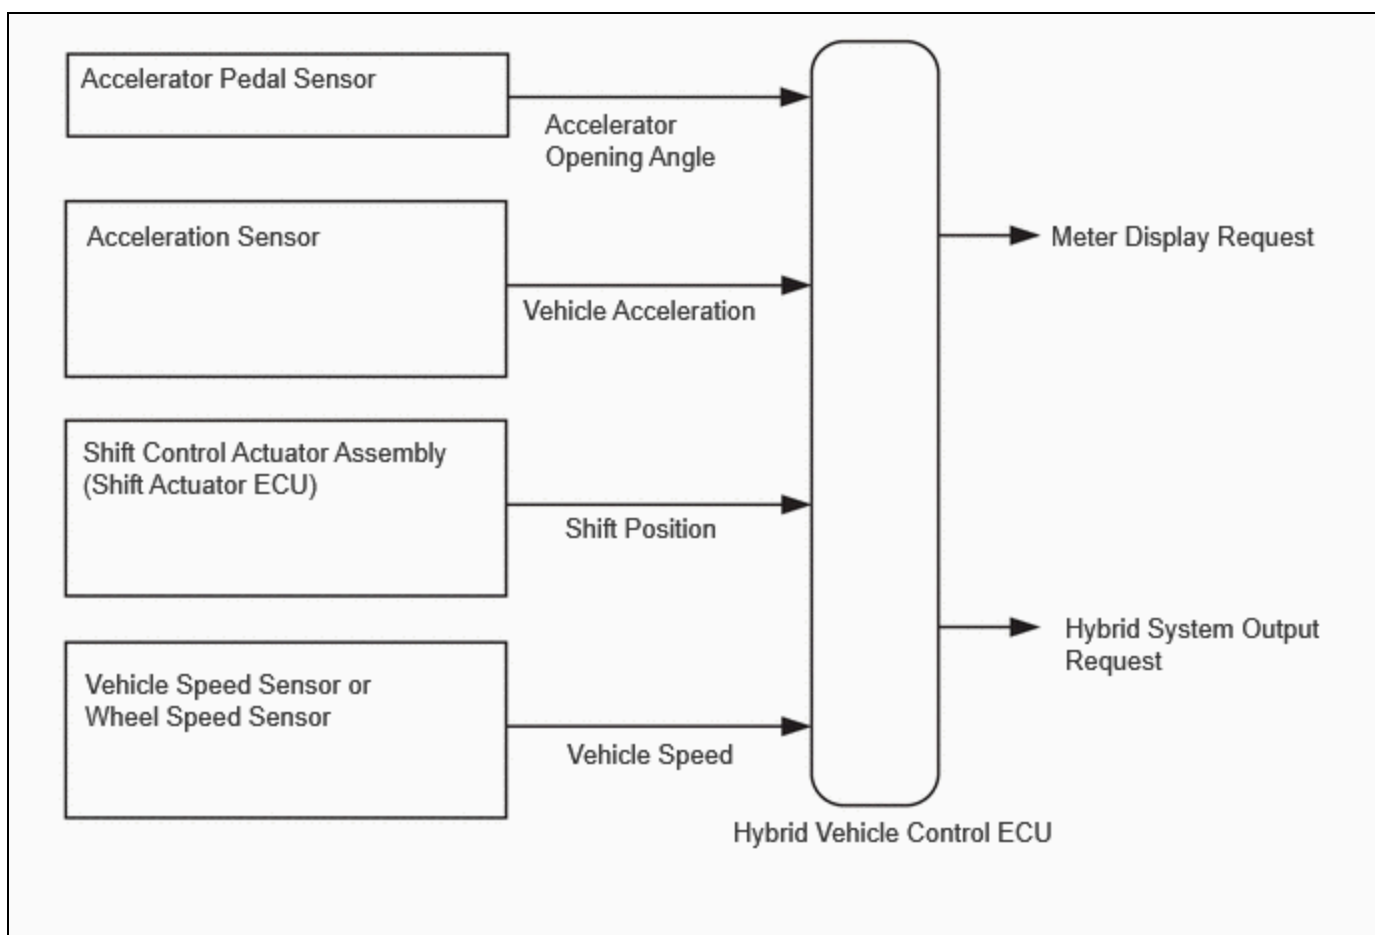 Accelerator Pedal Sensor
Accelerator
Opening Angle
Acceleration Sensor
Meter Display Request
Vehicle Acceleration
Shift Control Actuator Assembly
(Shift Actuator ECU)
Shift Position
Hybrid System Output
Request
Vehicle Speed Sensor or
Wheel Speed Sensor
Vehicle Speed
Hybrid Vehicle Control ECU